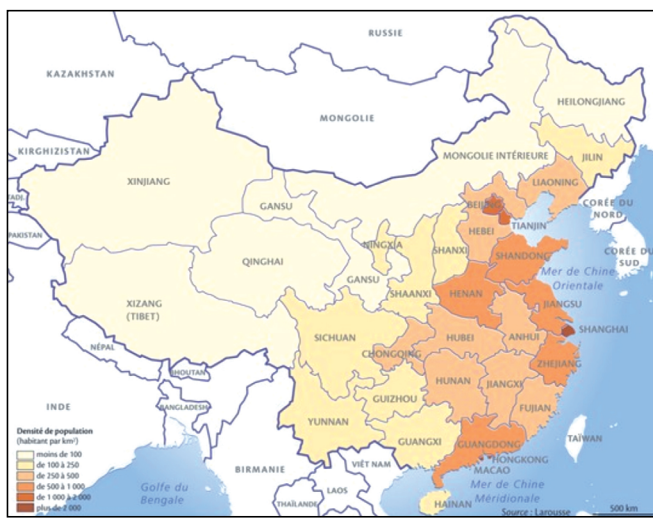 RUSSIE
KAZAKHSTAN
HEILONGJIANG
MONGOLIE
KIRGHIZISTAN
MONGOLIE INTÉRIEURE
JILIN
XINJIANG
LIAONING
TADJ.
GANSU
BEIJING
CORÉE DU
NORD
TIANJIN
PAKISTAN
HEBEI
NINGXIA
SHANXI
CORÉE DU
SUD
QINGHAI
SHANDONG
Mer de Chine
Orientale
GANSU
SHAANXI
HENAN
XIZANG
(TIBET)
JIANGSU
SHANGHAI
SICHUAN
HUBEI
ANHUI
NÉPAL
CHONGQING
ZHEJIANG
BHOUTAN
HUNAN
JIANGXI
GUIZHOU
INDE
BANGLADESH
FUJIAN
YUNNAN
GUANGXI
GUANGDONG
TAÏWAN
Densité de population
(habitant par km²)
moins de 100
de 100 à 250
de 250 à 500
de 500 à 1 000
de 1 000 à 2 000
plus de 2 000
HONGKONG
MACAO
BIRMANIE
VIÊT NAM
Golfe du
Bengale
LAOS
Mer de Chine
Méridionale
THAÏLANDE
HAINAN
Source : Larousse
500 km